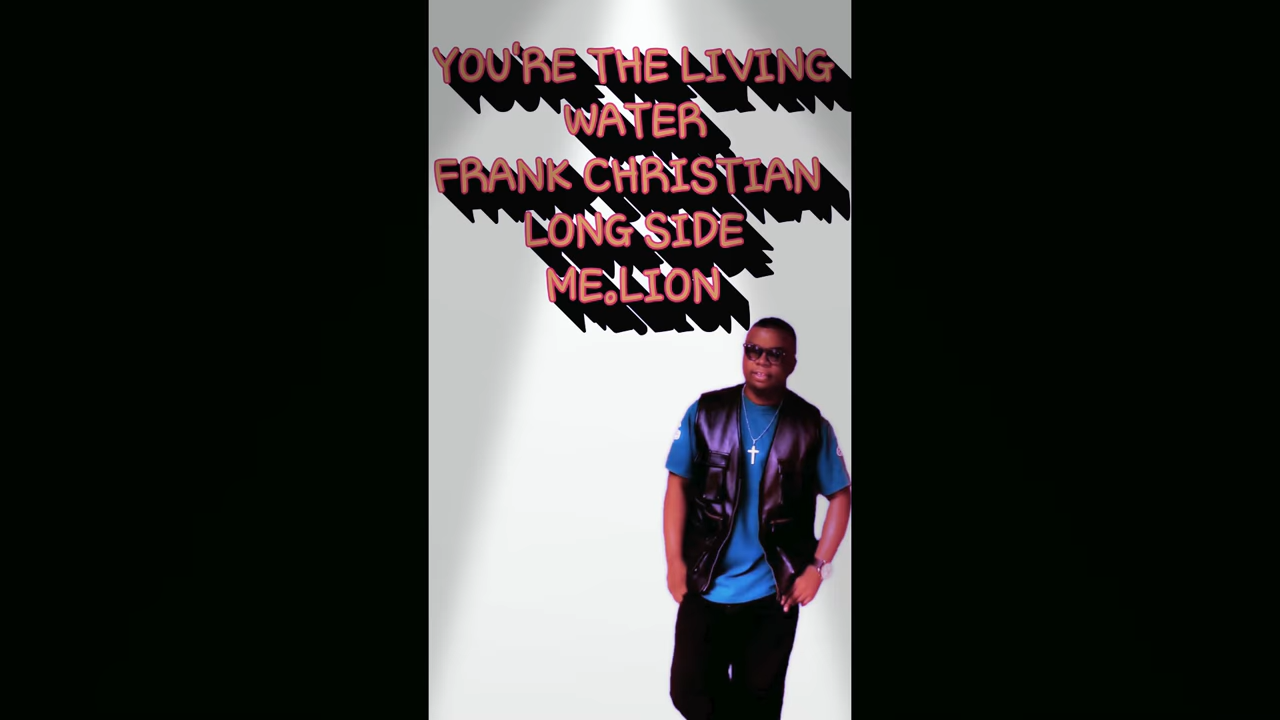 YOU'RE THE LIVING
WATER
FRANK CHRISTIAN
LONG SIDE
ME.LION